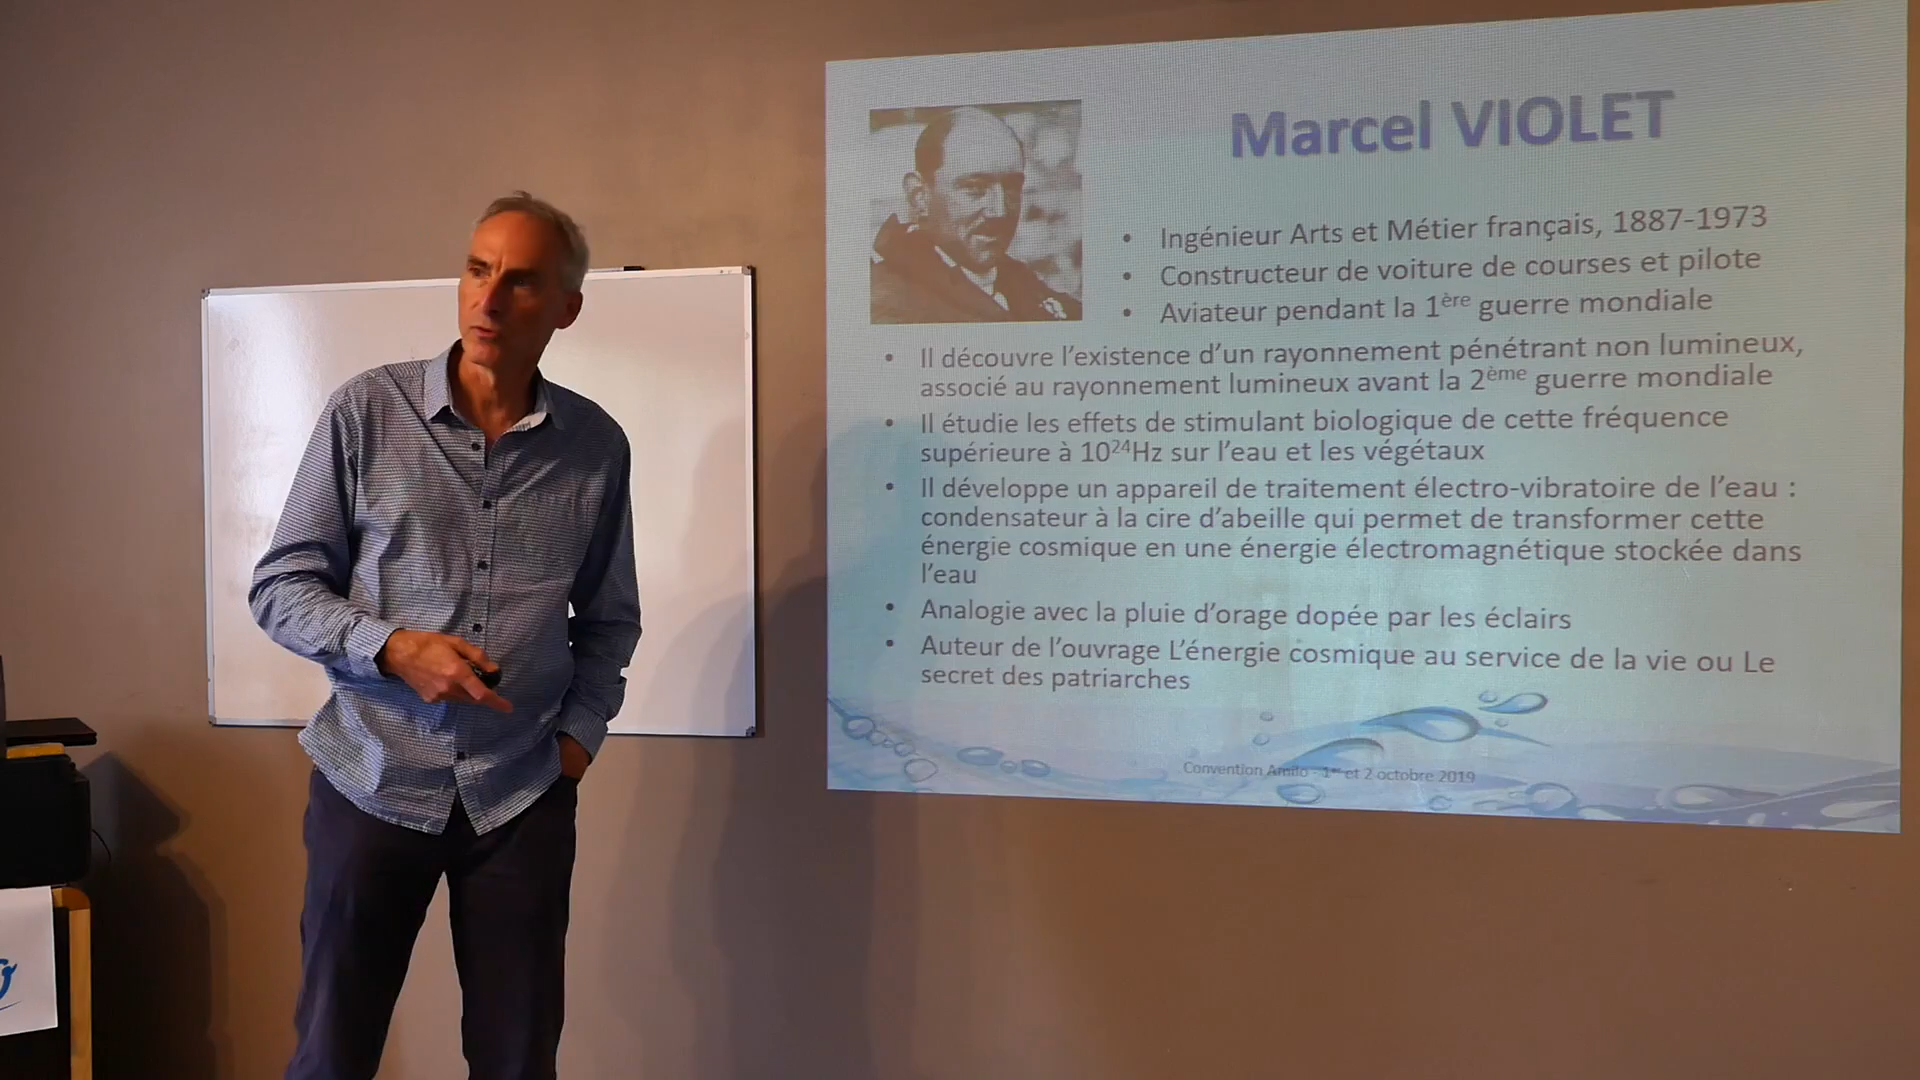 Marcel VIOLET
• Ingénieur Arts et Métier français, 1887-1973
• Constructeur de voiture de courses et pilote
• Aviateur pendant la 1ère guerre mondiale
• Il découvre l'existence d'un rayonnement pénétrant non lumineux,
associé au rayonnement lumineux avant la 2ème guerre mondiale
• Il étudie les effets de stimulant biologique de cette fréquence
supérieure à 10²⁴Hz sur l'eau et les végétaux
• Il développe un appareil de traitement électro-vibratoire de l'eau :
condensateur à la cire d'abeille qui permet de transformer cette
énergie cosmique en une énergie électromagnétique stockée dans
l'eau
• Analogie avec la pluie d'orage dopée par les éclairs
• Auteur de l'ouvrage L'énergie cosmique au service de la vie ou Le
secret des patriarches
Convention Amilo - 1er et 2 octobre 2019